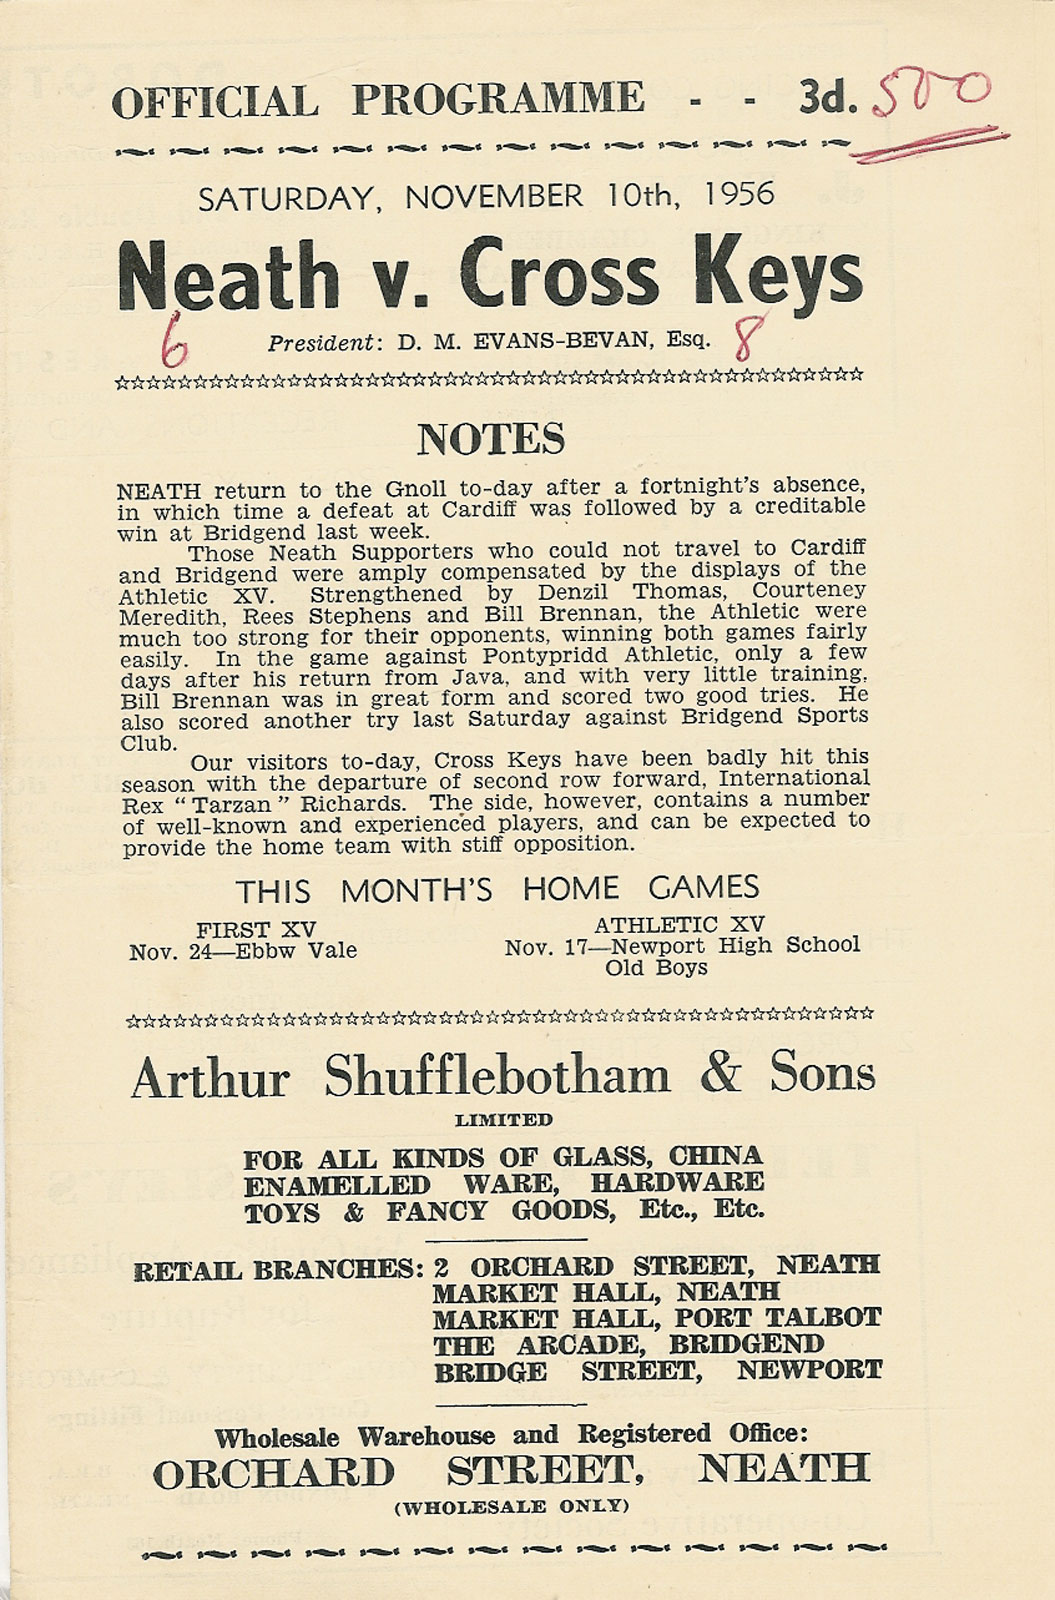 OFFICIAL PROGRAMME - - 3d. 500
SATURDAY, NOVEMBER 10th, 1956
Neath v. Cross Keys
6 President: D. M. EVANS-BEVAN, Esq. 8
NOTES
NEATH return to the Gnoll to-day after a fortnight's absence,
in which time a defeat at Cardiff was followed by a creditable
win at Bridgend last week.
Those Neath Supporters who could not travel to Cardiff
and Bridgend were amply compensated by the displays of the
Athletic XV. Strengthened by Denzil Thomas, Courteney
Meredith, Rees Stephens and Bill Brennan, the Athletic were
much too strong for their opponents, winning both games fairly
easily. In the game against Pontypridd Athletic, only a few
days after his return from Java, and with very little training,
Bill Brennan was in great form and scored two good tries. He
also scored another try last Saturday against Bridgend Sports
Club.
Our visitors to-day, Cross Keys have been badly hit this
season with the departure of second row forward, International
Rex "Tarzan" Richards. The side, however, contains a number
of well-known and experienced players, and can be expected to
provide the home team with stiff opposition.
THIS MONTH'S HOME GAMES
FIRST XV
Nov. 24—Ebbw Vale
ATHLETIC XV
Nov. 17—Newport High School
Old Boys
Arthur Shufflebotham & Sons
LIMITED
FOR ALL KINDS OF GLASS, CHINA
ENAMELLED WARE, HARDWARE
TOYS & FANCY GOODS, Etc., Etc.
RETAIL BRANCHES: 2 ORCHARD STREET, NEATH
MARKET HALL, NEATH
MARKET HALL, PORT TALBOT
THE ARCADE, BRIDGEND
BRIDGE STREET, NEWPORT
Wholesale Warehouse and Registered Office:
ORCHARD STREET, NEATH
(WHOLESALE ONLY)